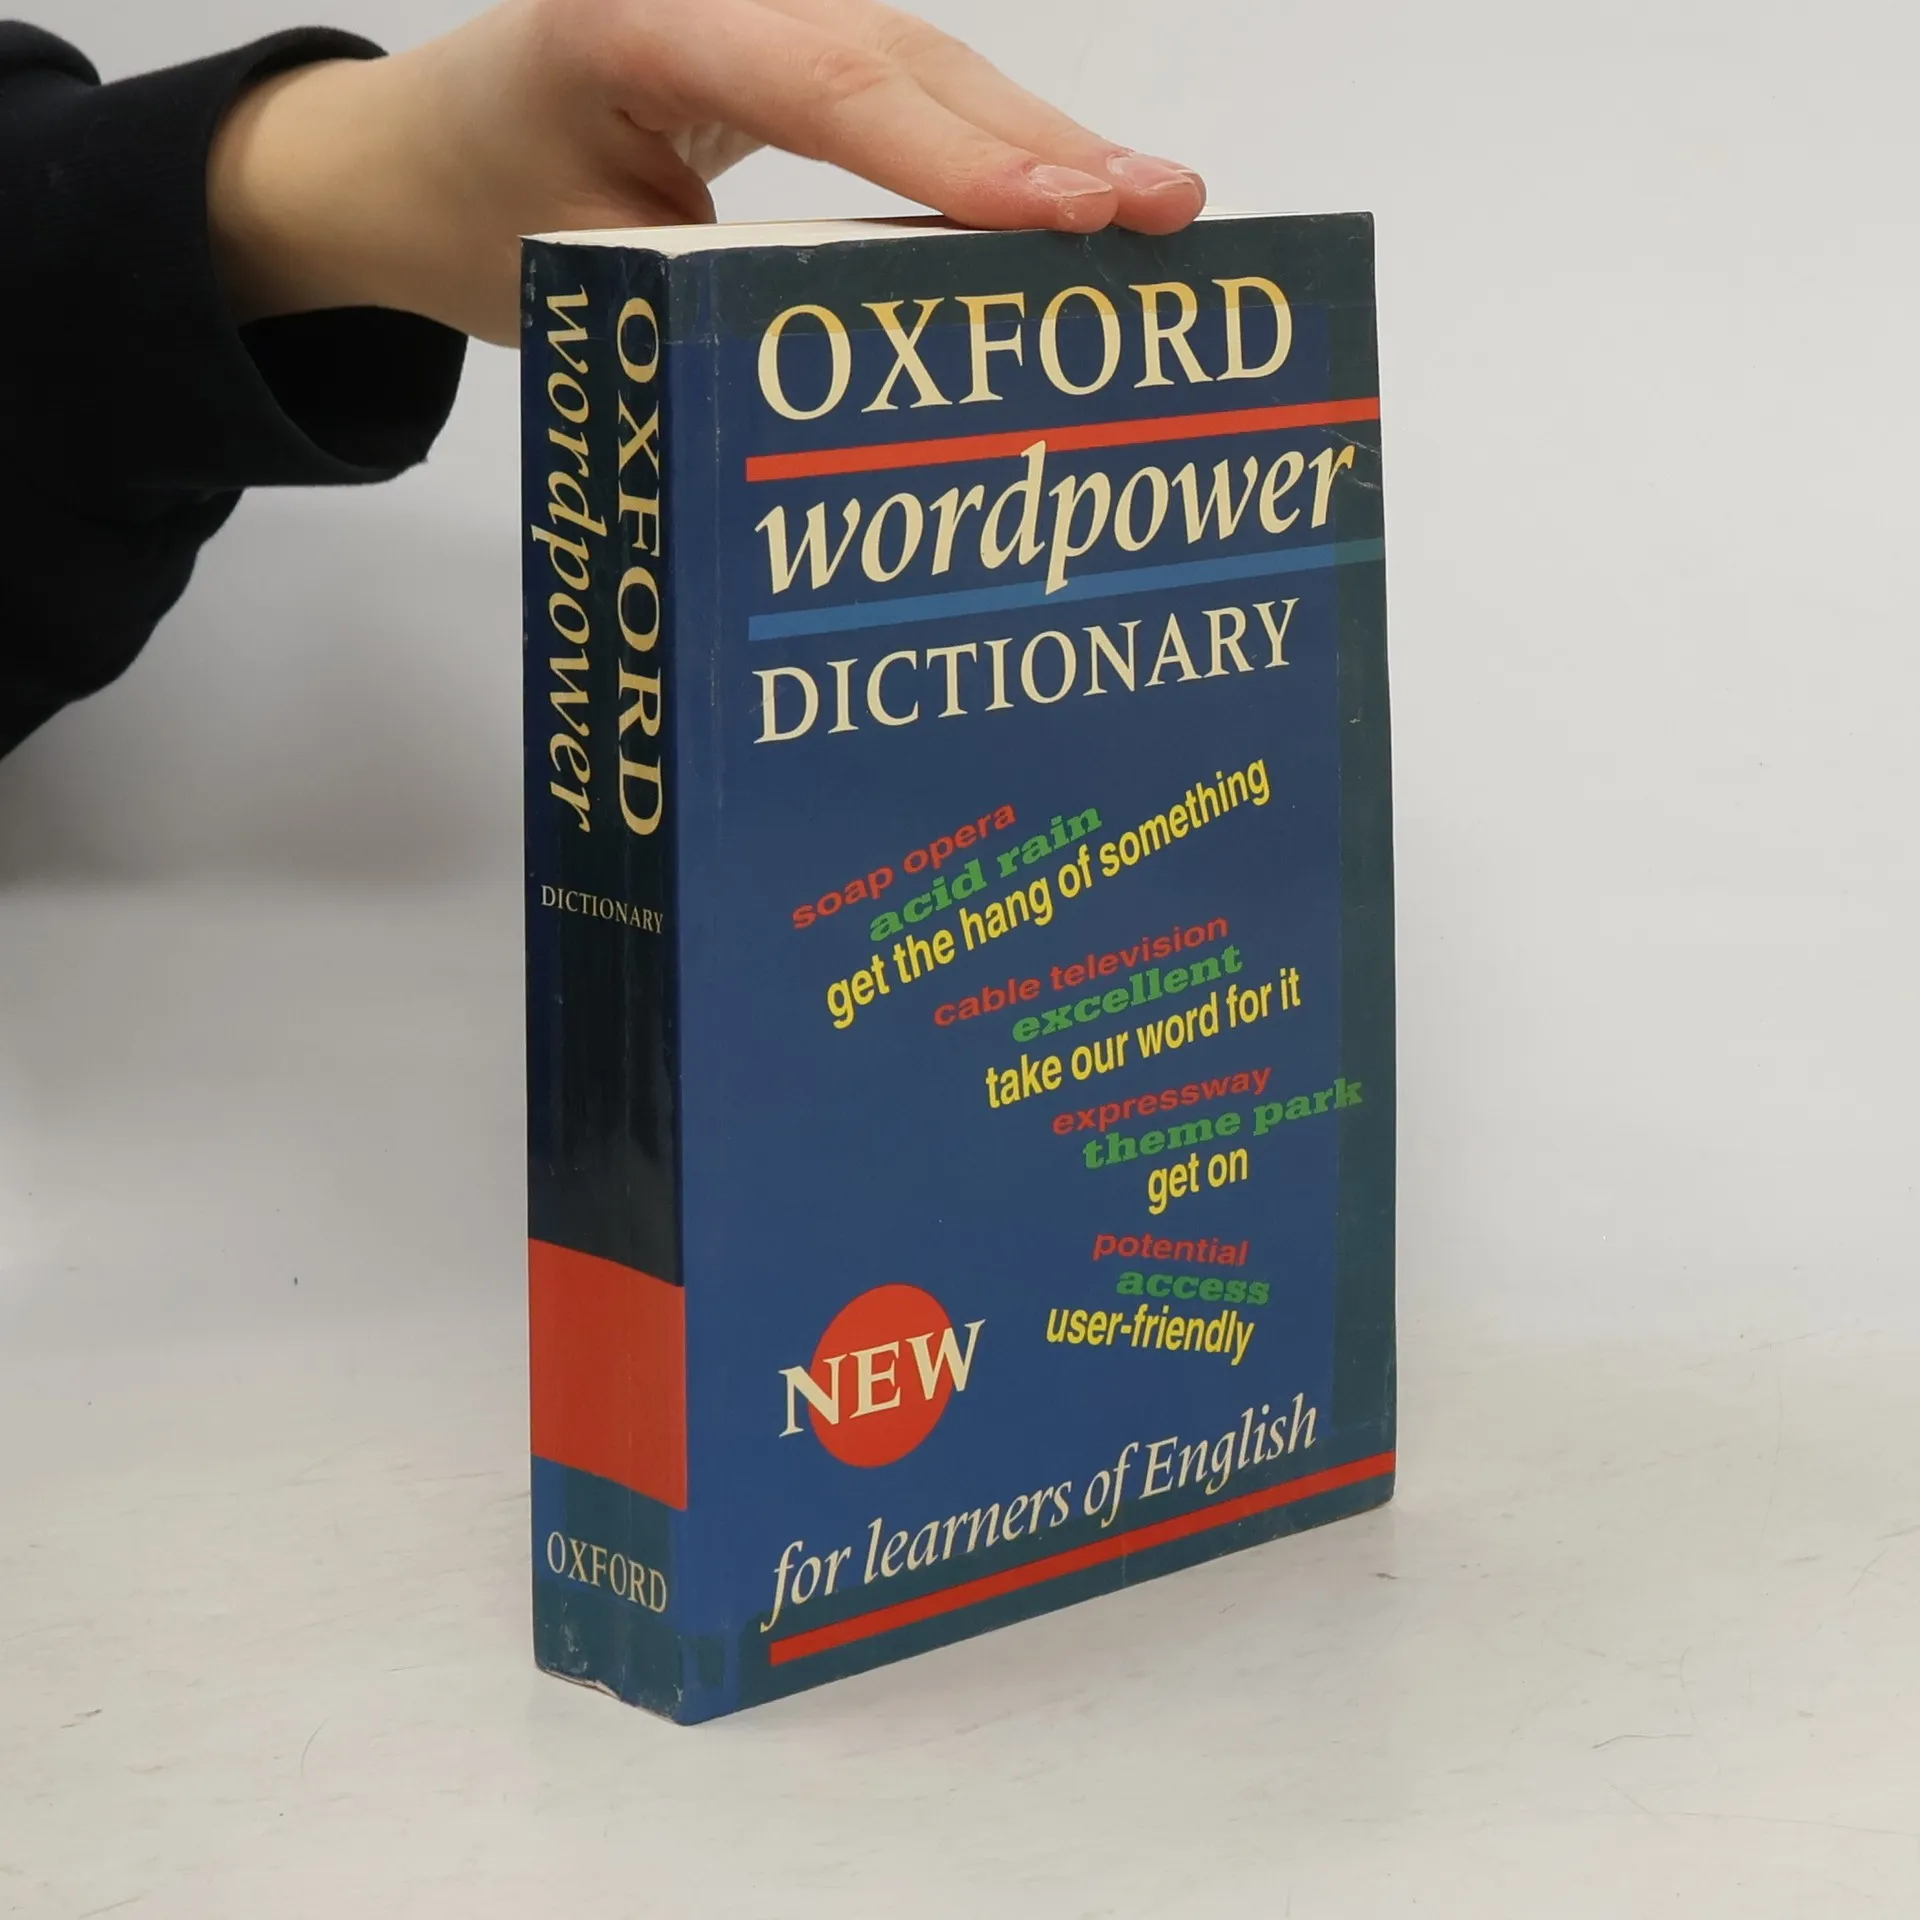 OXFORD
wordpower
DICTIONARY
OXFORD
OXFORD
wordpower
DICTIONARY
soap opera
acid rain
get the hang of something
cable television
excellent
take our word for it
expressway
theme park
get on
potential
access
user-friendly
NEW
for learners of English